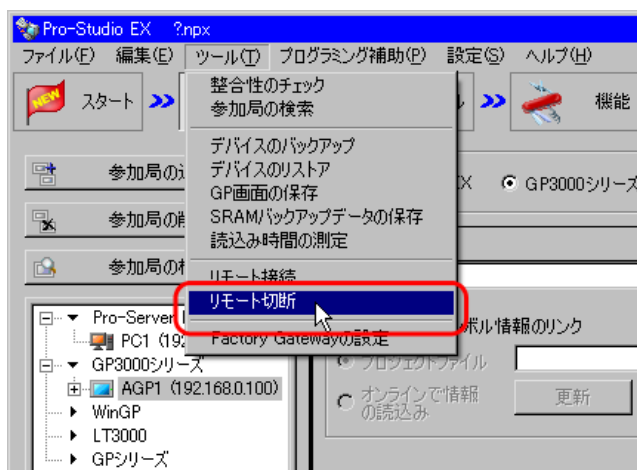 Pro-Studio EX ?.npx
ファイル(F) 編集(E) ツール(T) プログラミング補助(P) 設定(S) ヘルプ(H)
NEW スタート
機能
整合性のチェック
参加局の検索
デバイスのバックアップ
デバイスのリストア
GP画面の保存
SRAMバックアップデータの保存
読込み時間の測定
リモート接続
リモート切断
Factory Gatewayの設定
参加局の
参加局の
参加局の
X GP3000シリーズ
Pro-Server
PC1 (192
GP3000シリーズ
AGP1 (192.168.0.100)
WinGP
LT3000
GPシリーズ
ボル情報のリンク
プロジェクトファイル
オンラインで情報
の読込み
更新